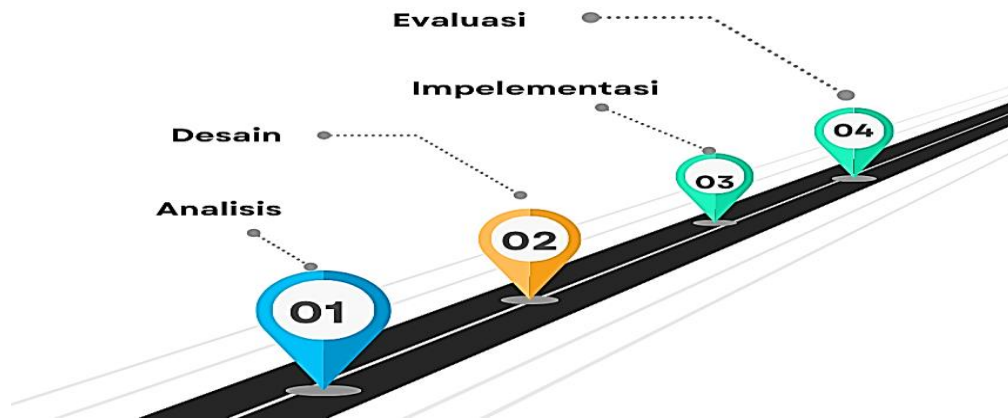 Evaluasi
04
Impelementasi
03
Desain
02
Analisis
01